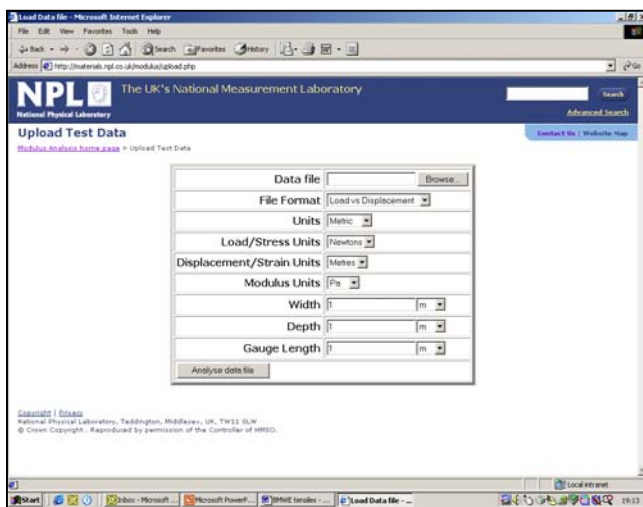 Load Data file - Microsoft Internet Explorer
File Edit View Favorites Tools Help
Back Search Favorites History
Address http://materials.npl.co.uk/modulus/upload.php Go
NPL The UK's National Measurement Laboratory
Search
National Physical Laboratory Advanced Search
Upload Test Data Contact Us | Website Map
Modulus Analysis home page > Upload Test Data
Data file Browse...
File Format Load vs Displacement
Units Metric
Load/Stress Units Newtons
Displacement/Strain Units Metres
Modulus Units Pa
Width 1 m
Depth 1 m
Gauge Length 1 m
Analyse data file
Copyright | Privacy
National Physical Laboratory, Teddington, Middlesex, UK, TW11 0LW
© Crown Copyright . Reproduced by permission of the Controller of HMSO.
Local intranet
Start Inbox - Microsoft ... Microsoft PowerP... BMWE tensiles - ... Load Data file - ... 19:13